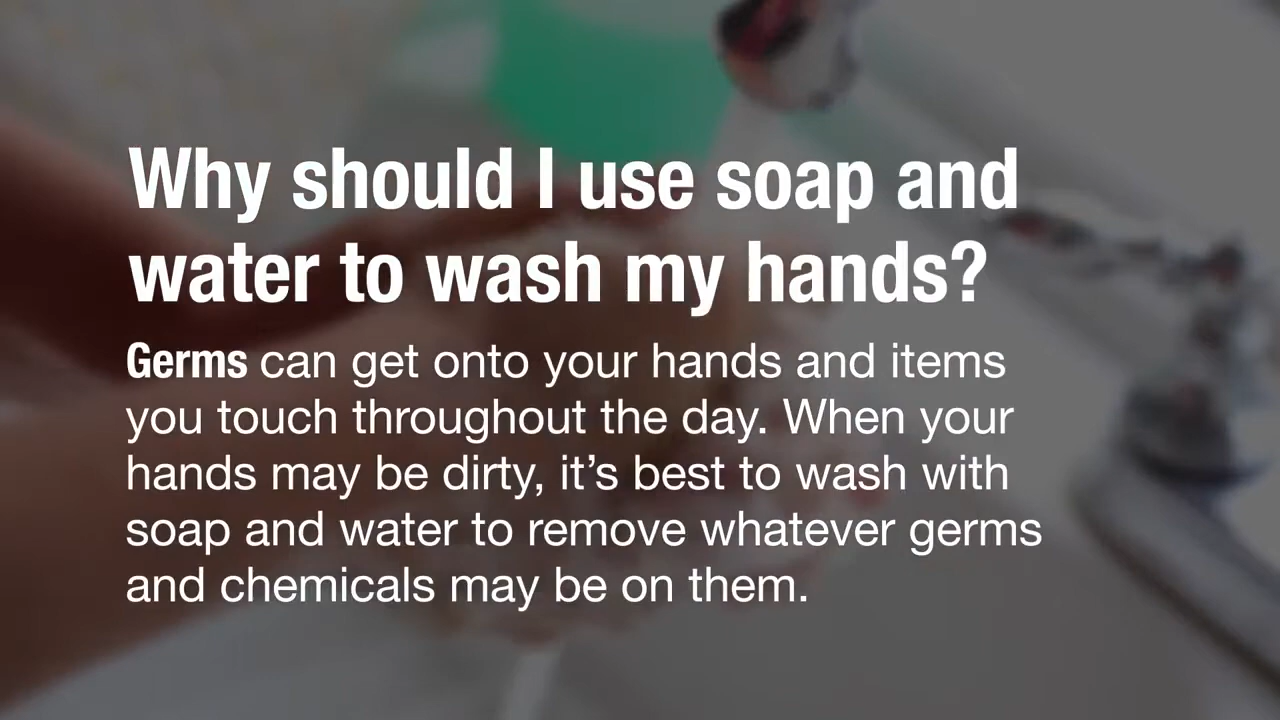 Why should I use soap and
water to wash my hands?
Germs can get onto your hands and items
you touch throughout the day. When your
hands may be dirty, it’s best to wash with
soap and water to remove whatever germs
and chemicals may be on them.